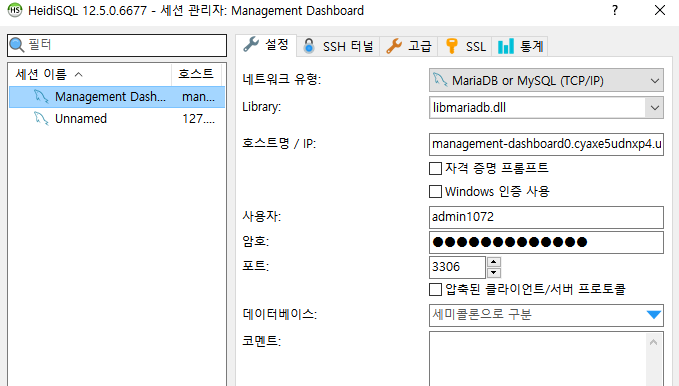 HeidiSQL 12.5.0.6677 - 세션 관리자: Management Dashboard
필터
세션 이름 호스트
Management Dash... man...
Unnamed 127....
설정 SSH 터널 고급 SSL 통계
네트워크 유형: MariaDB or MySQL (TCP/IP)
Library: libmariadb.dll
호스트명 / IP: management-dashboard0.cyaxe5udnxp4.u
자격 증명 프롬프트
Windows 인증 사용
사용자: admin1072
암호: ●●●●●●●●●●●●●
포트: 3306
압축된 클라이언트/서버 프로토콜
데이터베이스: 세미콜론으로 구분
코멘트: